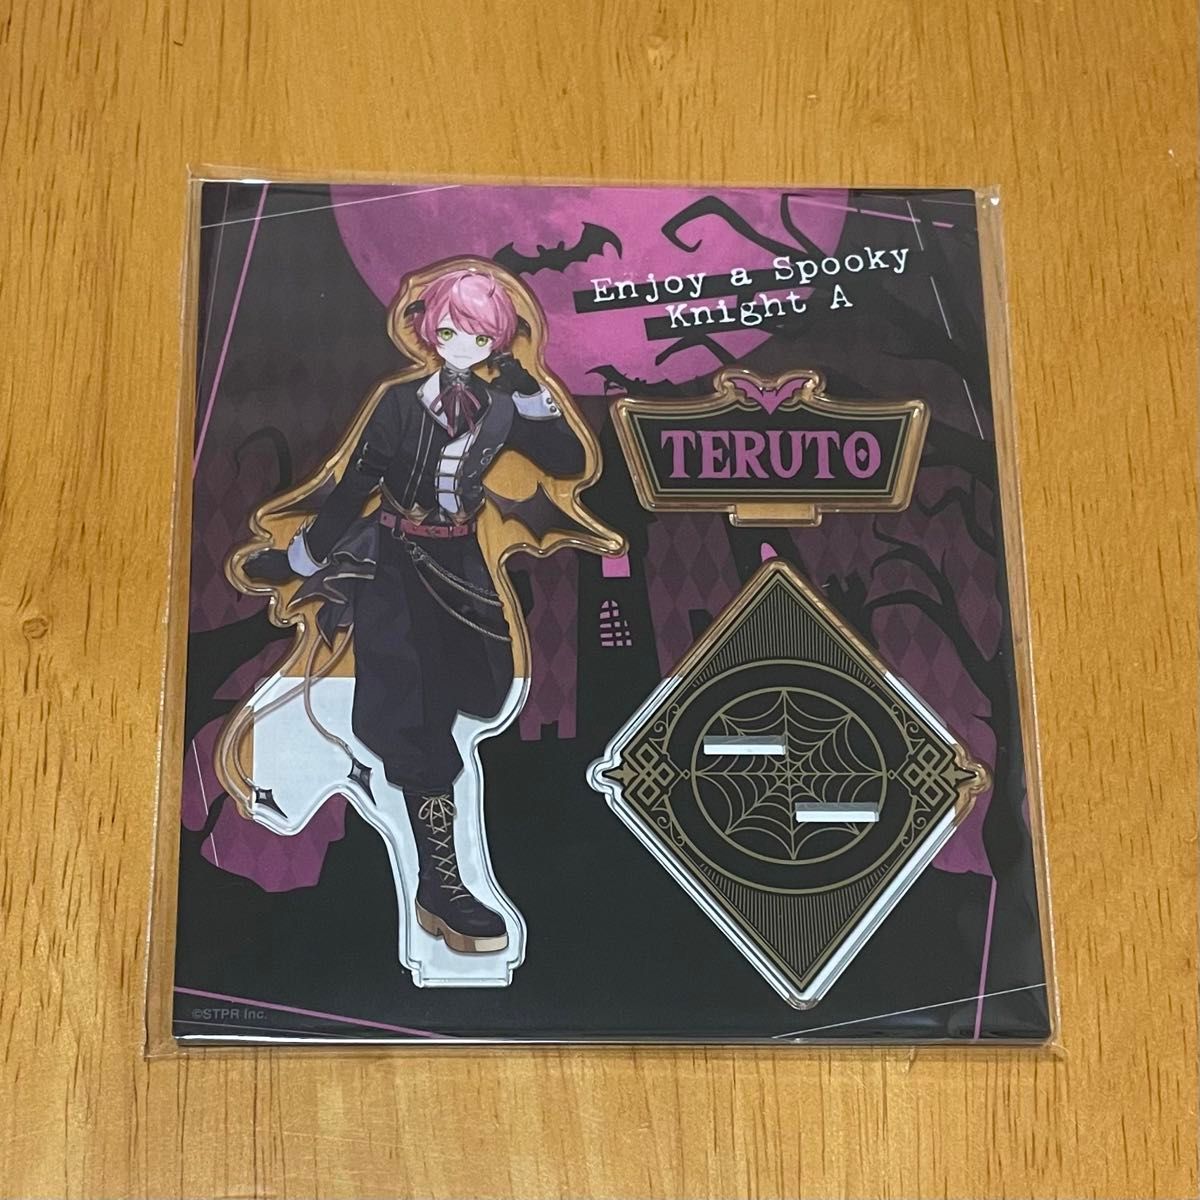 Enjoy a Spooky
Knight A
TERUTO
©STPR Inc.